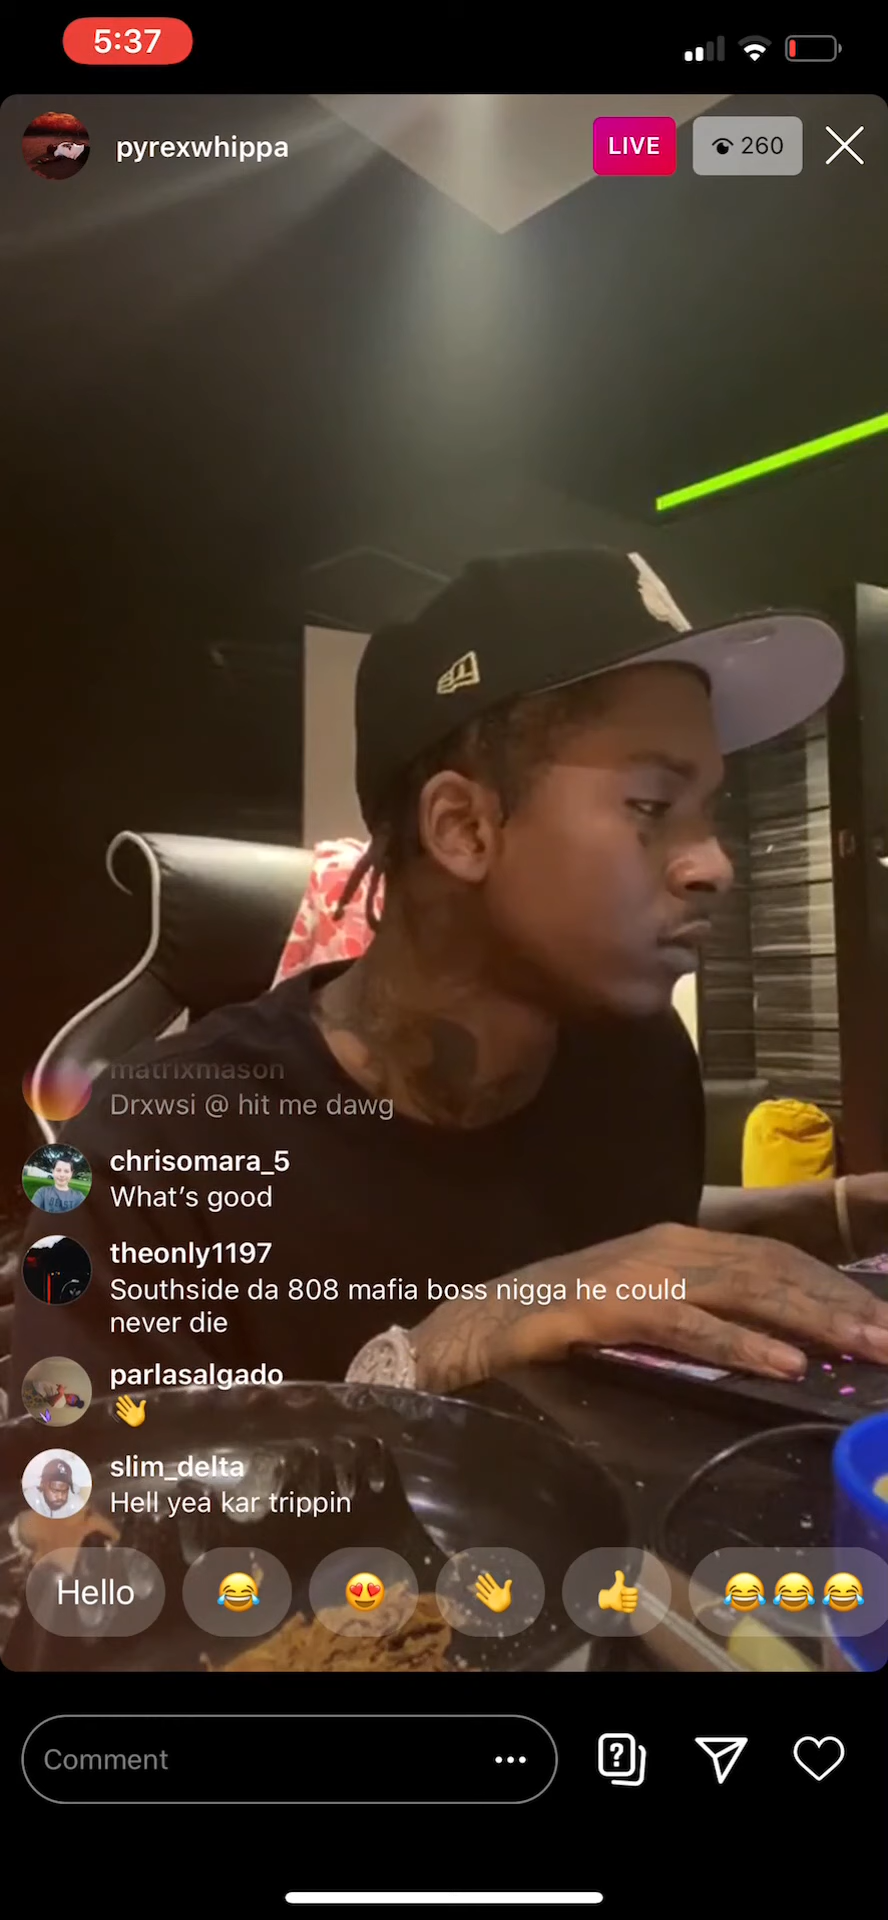 5:37
pyrexwhippa
LIVE
260
matrixmason
Drxwsi @ hit me dawg
chrisomara_5
What's good
theonly1197
Southside da 808 mafia boss nigga he could
never die
parlasalgado
👋
slim_delta
Hell yea kar trippin
Hello 😂 😍 👋 👍 😂😂😂
Comment